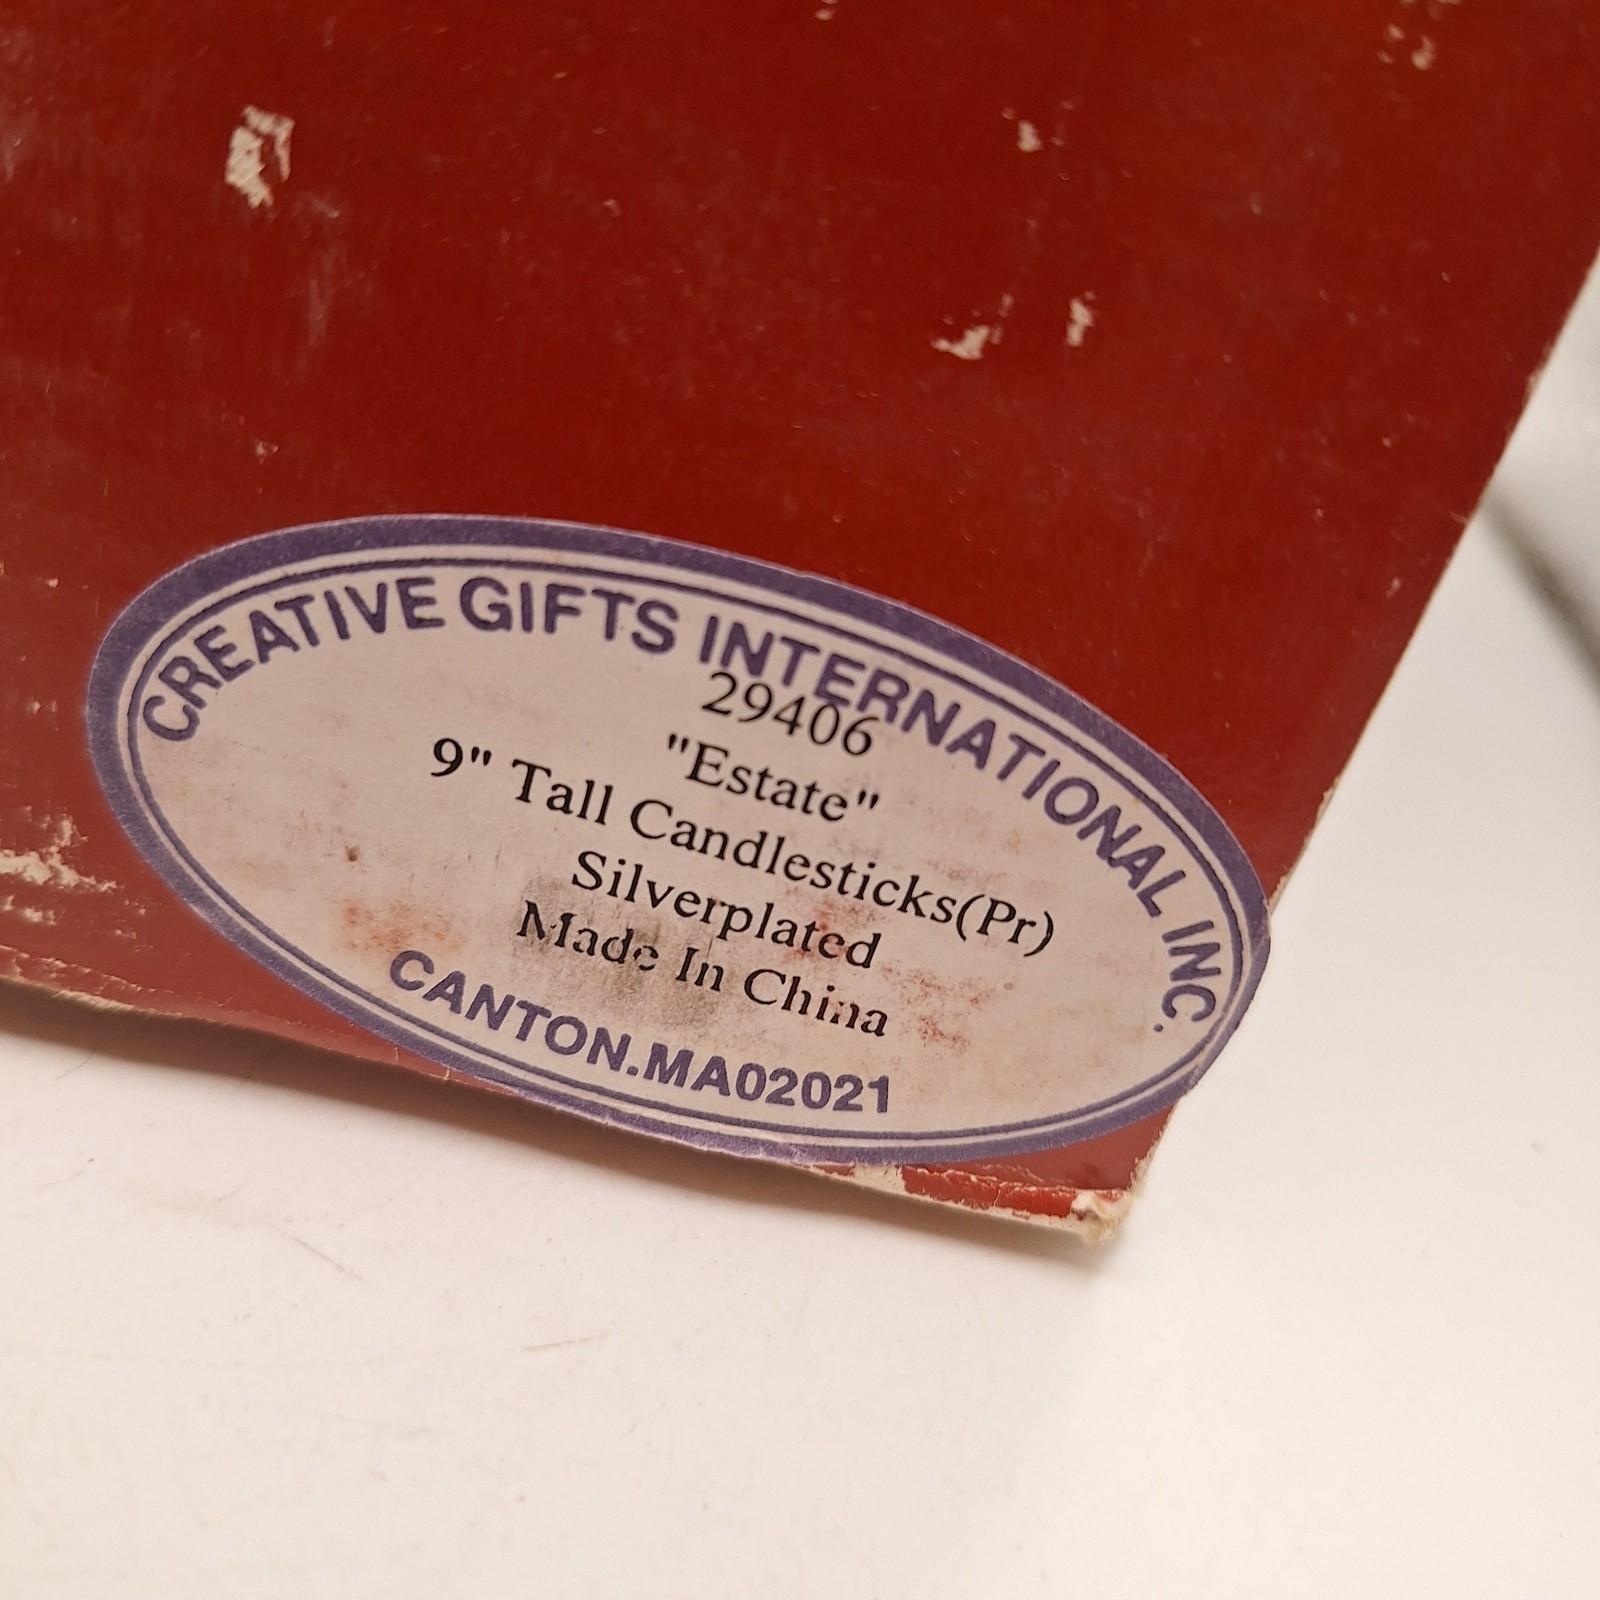 CREATIVE GIFTS INTERNATIONAL INC.
29406
"Estate"
9" Tall Candlesticks(Pr)
Silverplated
Made In China
CANTON.MA02021